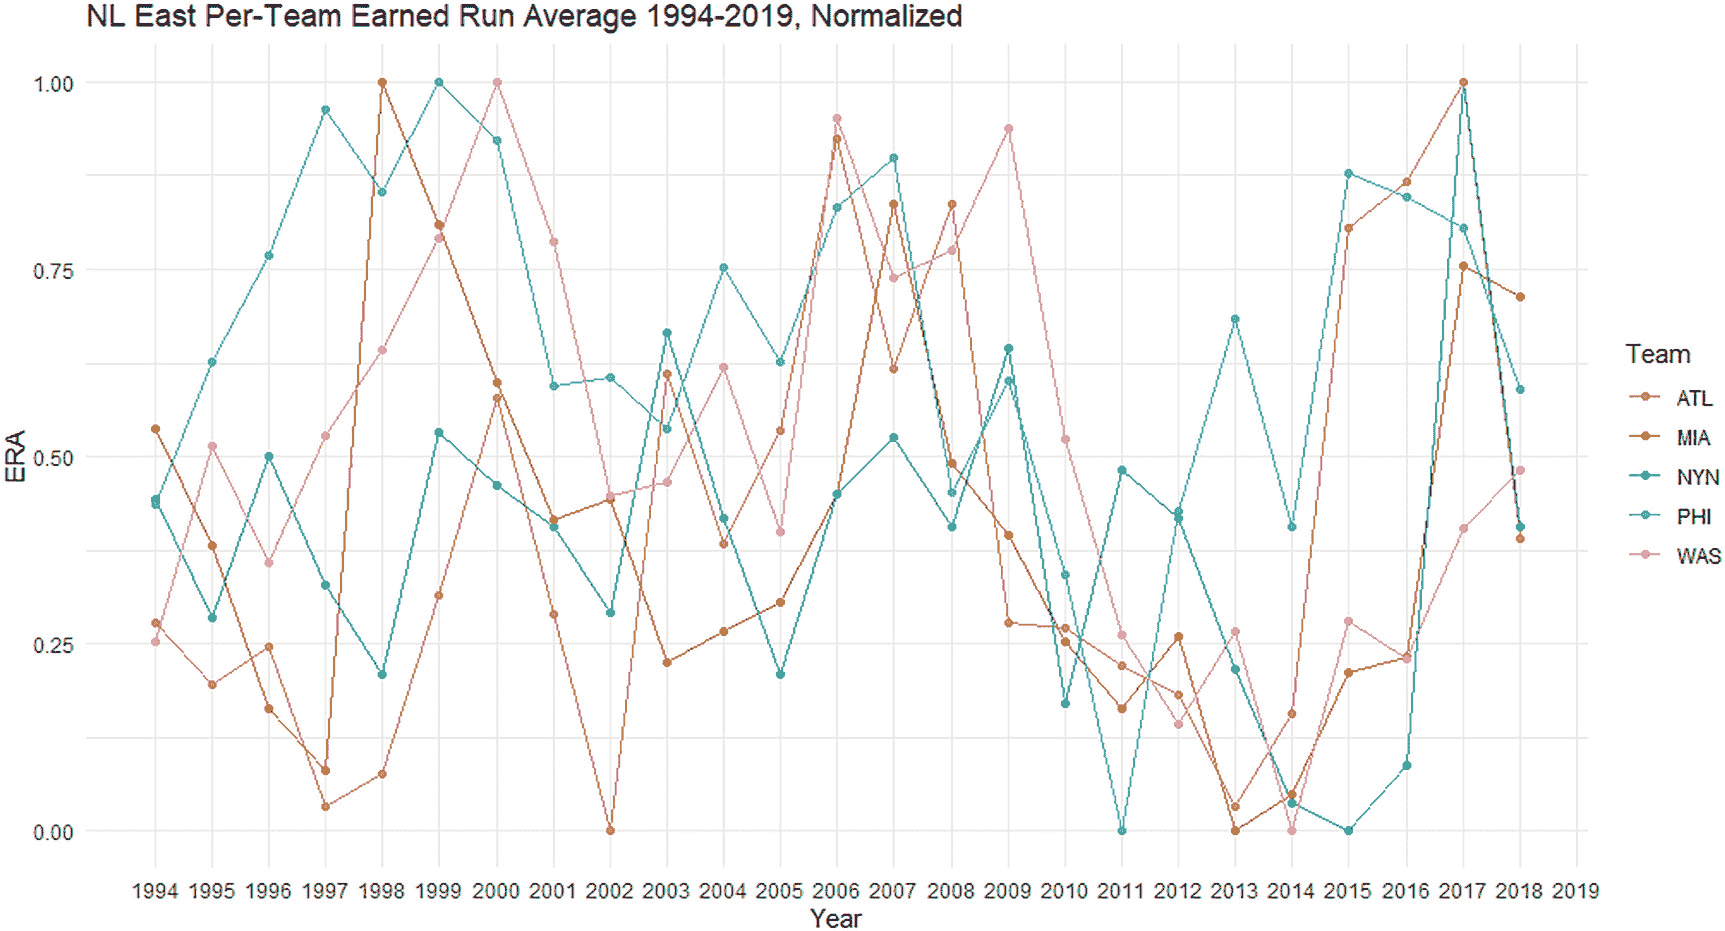 NL East Per-Team Earned Run Average 1994-2019, Normalized
1.00
0.75
0.50
0.25
0.00
ERA
1994 1995 1996 1997 1998 1999 2000 2001 2002 2003 2004 2005 2006 2007 2008 2009 2010 2011 2012 2013 2014 2015 2016 2017 2018 2019
Year
Team
ATL
MIA
NYN
PHI
WAS